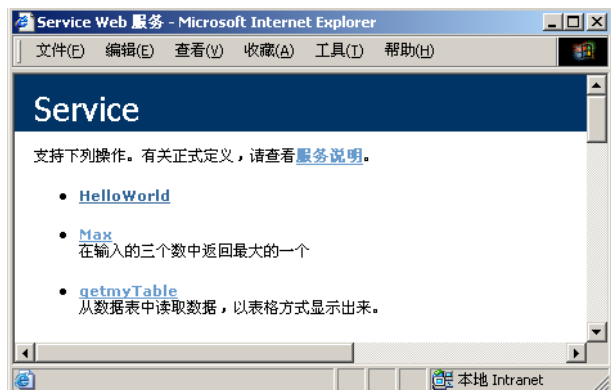 Service Web 服务 - Microsoft Internet Explorer
文件(F) 编辑(E) 查看(V) 收藏(A) 工具(T) 帮助(H)
Service
支持下列操作。有关正式定义，请查看服务说明。
HelloWorld
Max
在输入的三个数中返回最大的一个
getmyTable
从数据表中读取数据，以表格方式显示出来。
本地 Intranet